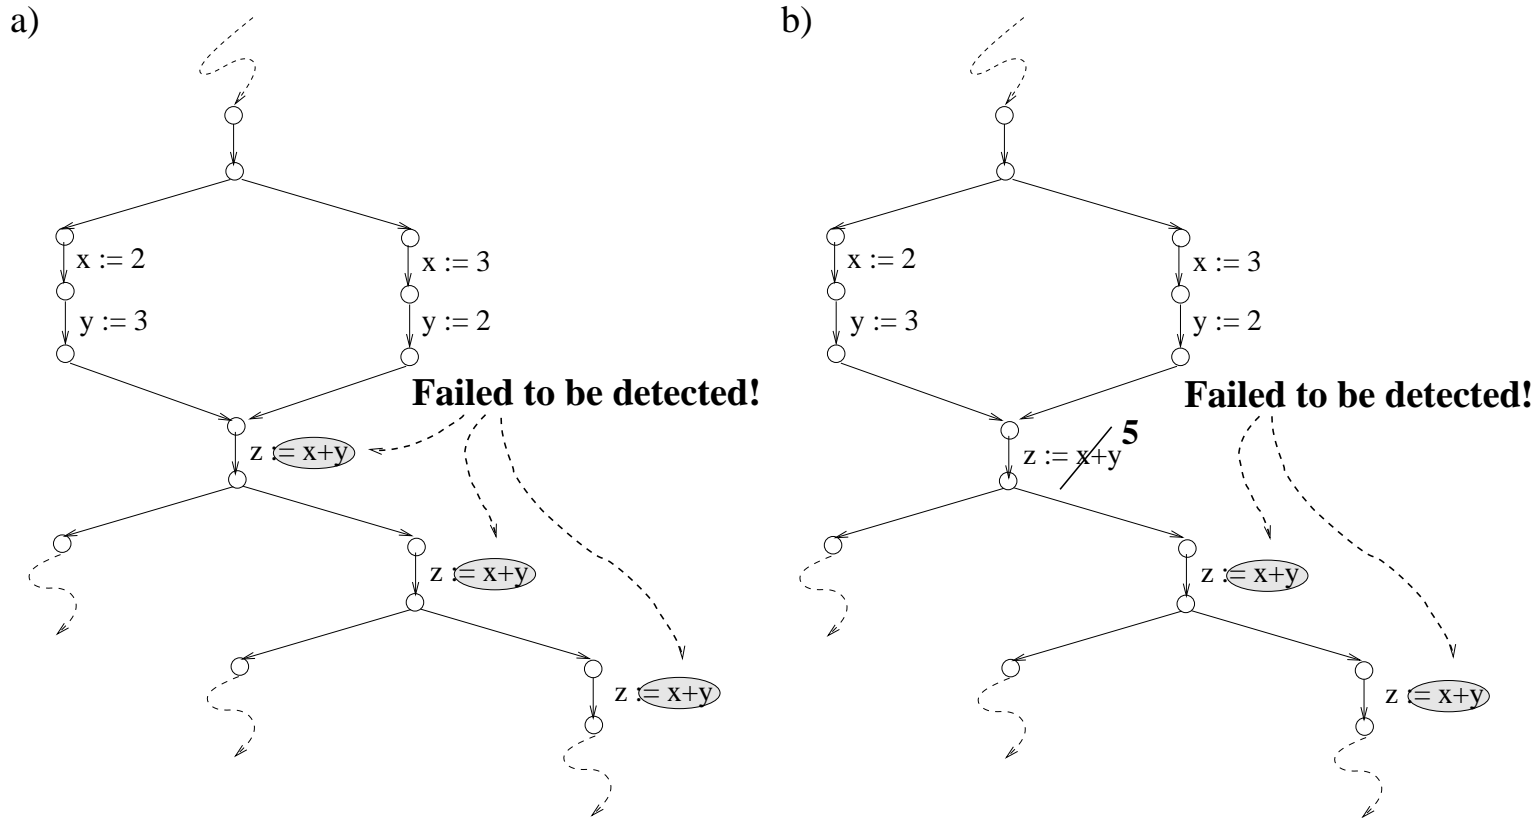 a)
x := 2
x := 3
y := 3
y := 2
Failed to be detected!
z := x+y
z := x+y
z := x+y
b)
x := 2
x := 3
y := 3
y := 2
Failed to be detected!
5
z := x+y
z := x+y
z := x+y